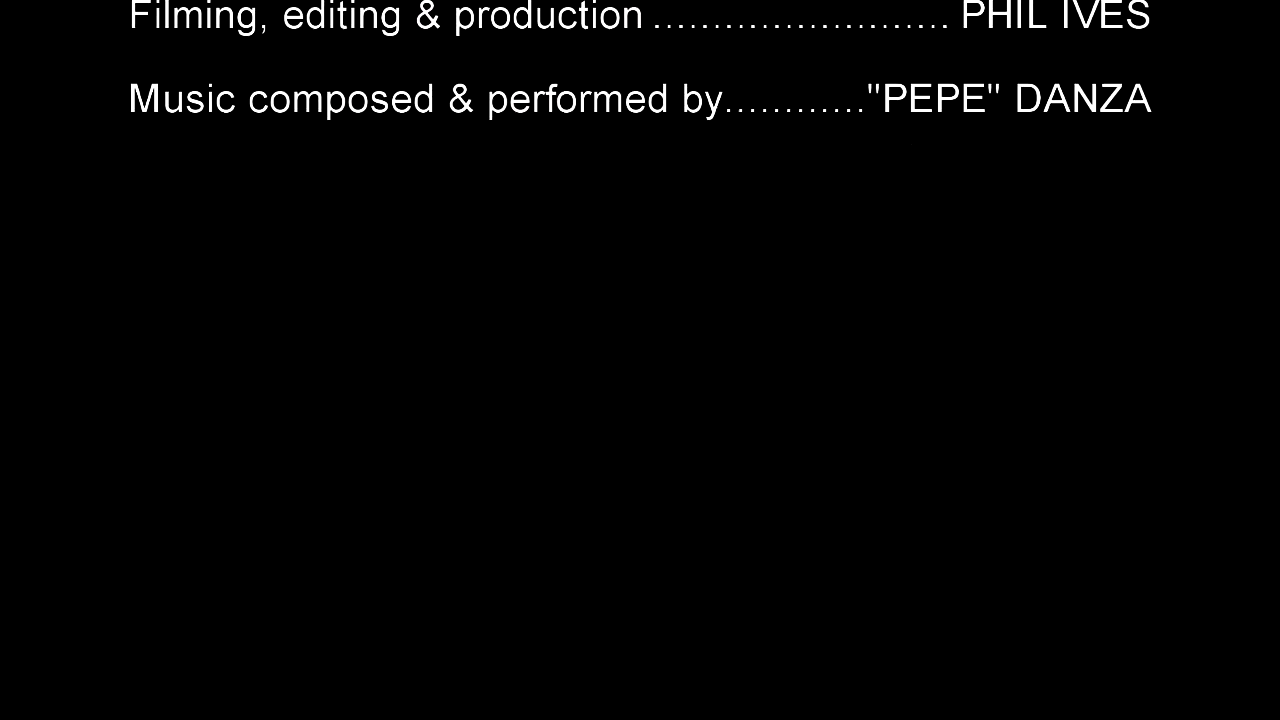 Filming, editing & production ......................... PHIL IVES
Music composed & performed by............"PEPE" DANZA